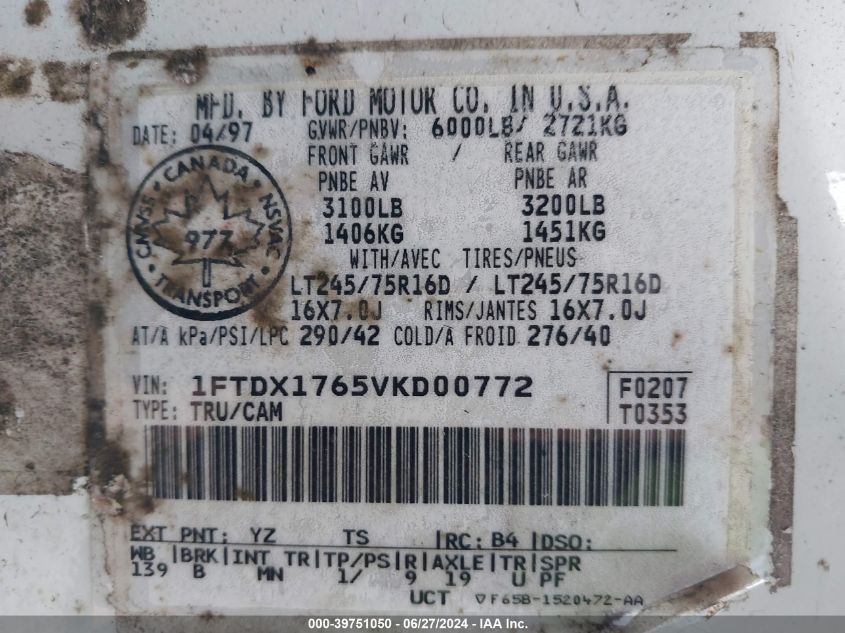 MFD. BY FORD MOTOR CO. IN U.S.A.
DATE: 04/97 GVWR/PNBV: 6000LB/ 2721KG
FRONT GAWR / REAR GAWR
PNBE AV PNBE AR
3100LB 3200LB
1406KG 1451KG
WITH/AVEC TIRES/PNEUS
LT245/75R16D / LT245/75R16D
16X7.0J RIMS/JANTES 16X7.0J
AT/A kPa/PSI/LPC 290/42 COLD/A FROID 276/40
CMVSS CANADA NSVAC
977
TRANSPORT
VIN: 1FTDX1765VKD00772 F0207
TYPE: TRU/CAM T0353
EXT PNT: YZ TS |RC: B4 |DSO:
WB |BRK|INT TR|TP/PS|R|AXLE|TR|SPR
139 B MN 1/ 9 19 U PF
UCT ▽F65B-1520472-AA
000-39751050 - 06/27/2024 - IAAI.COM